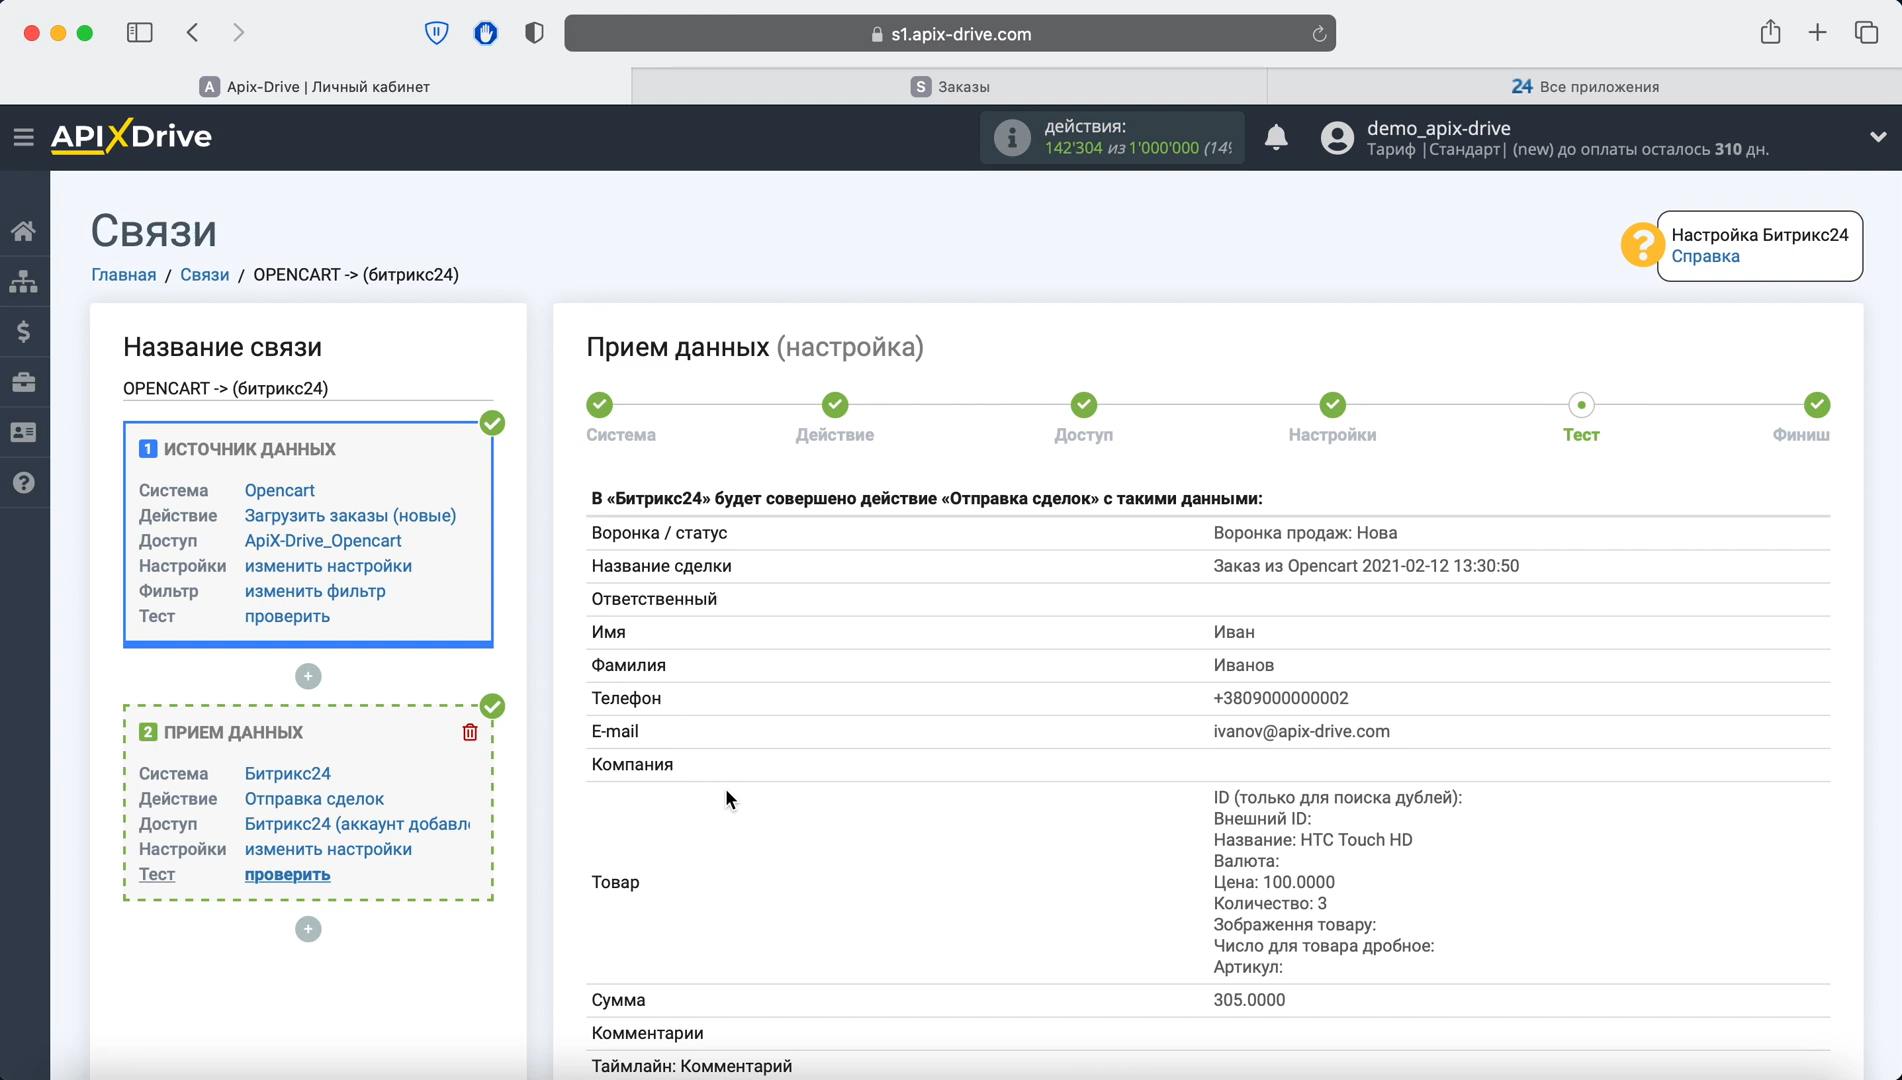 s1.apix-drive.com
A Apix-Drive | Личный кабинет
S Заказы
24 Все приложения
APIXDrive
действия:
142'304 из 1'000'000 (14%
demo_apix-drive
Тариф |Стандарт| (new) до оплаты осталось 310 дн.
Связи
Главная / Связи / OPENCART -> (битрикс24)
? Настройка Битрикс24
Справка
Название связи
OPENCART -> (битрикс24)
1 ИСТОЧНИК ДАННЫХ
Система Opencart
Действие Загрузить заказы (новые)
Доступ ApiX-Drive_Opencart
Настройки изменить настройки
Фильтр изменить фильтр
Тест проверить
2 ПРИЕМ ДАННЫХ
Система Битрикс24
Действие Отправка сделок
Доступ Битрикс24 (аккаунт добавл
Настройки изменить настройки
Тест проверить
Прием данных (настройка)
Система Действие Доступ Настройки Тест Финиш
В «Битрикс24» будет совершено действие «Отправка сделок» с такими данными:
Воронка / статус Воронка продаж: Нова
Название сделки Заказ из Opencart 2021-02-12 13:30:50
Ответственный
Имя Иван
Фамилия Иванов
Телефон +3809000000002
E-mail ivanov@apix-drive.com
Компания
Товар
ID (только для поиска дублей):
Внешний ID:
Название: HTC Touch HD
Валюта:
Цена: 100.0000
Количество: 3
Зображення товару:
Число для товара дробное:
Артикул:
Сумма 305.0000
Комментарии
Таймлайн: Комментарий